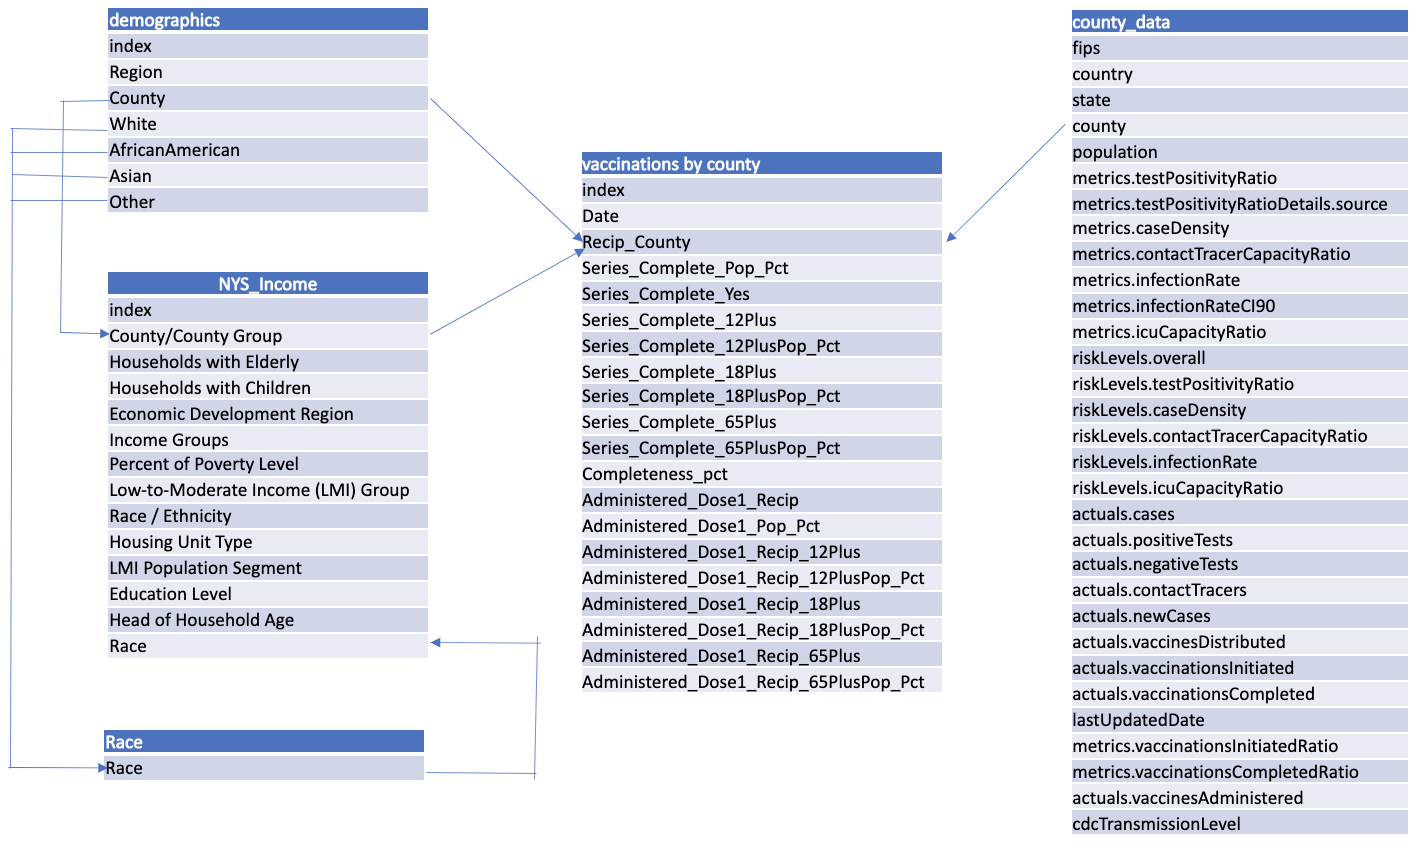 demographics
index
Region
County
White
AfricanAmerican
Asian
Other
NYS_Income
index
County/County Group
Households with Elderly
Households with Children
Economic Development Region
Income Groups
Percent of Poverty Level
Low-to-Moderate Income (LMI) Group
Race / Ethnicity
Housing Unit Type
LMI Population Segment
Education Level
Head of Household Age
Race
Race
Race
vaccinations by county
index
Date
Recip_County
Series_Complete_Pop_Pct
Series_Complete_Yes
Series_Complete_12Plus
Series_Complete_12PlusPop_Pct
Series_Complete_18Plus
Series_Complete_18PlusPop_Pct
Series_Complete_65Plus
Series_Complete_65PlusPop_Pct
Completeness_pct
Administered_Dose1_Recip
Administered_Dose1_Pop_Pct
Administered_Dose1_Recip_12Plus
Administered_Dose1_Recip_12PlusPop_Pct
Administered_Dose1_Recip_18Plus
Administered_Dose1_Recip_18PlusPop_Pct
Administered_Dose1_Recip_65Plus
Administered_Dose1_Recip_65PlusPop_Pct
county_data
fips
country
state
county
population
metrics.testPositivityRatio
metrics.testPositivityRatioDetails.source
metrics.caseDensity
metrics.contactTracerCapacityRatio
metrics.infectionRate
metrics.infectionRateCI90
metrics.icuCapacityRatio
riskLevels.overall
riskLevels.testPositivityRatio
riskLevels.caseDensity
riskLevels.contactTracerCapacityRatio
riskLevels.infectionRate
riskLevels.icuCapacityRatio
actuals.cases
actuals.positiveTests
actuals.negativeTests
actuals.contactTracers
actuals.newCases
actuals.vaccinesDistributed
actuals.vaccinationsInitiated
actuals.vaccinationsCompleted
lastUpdatedDate
metrics.vaccinationsInitiatedRatio
metrics.vaccinationsCompletedRatio
actuals.vaccinesAdministered
cdcTransmissionLevel